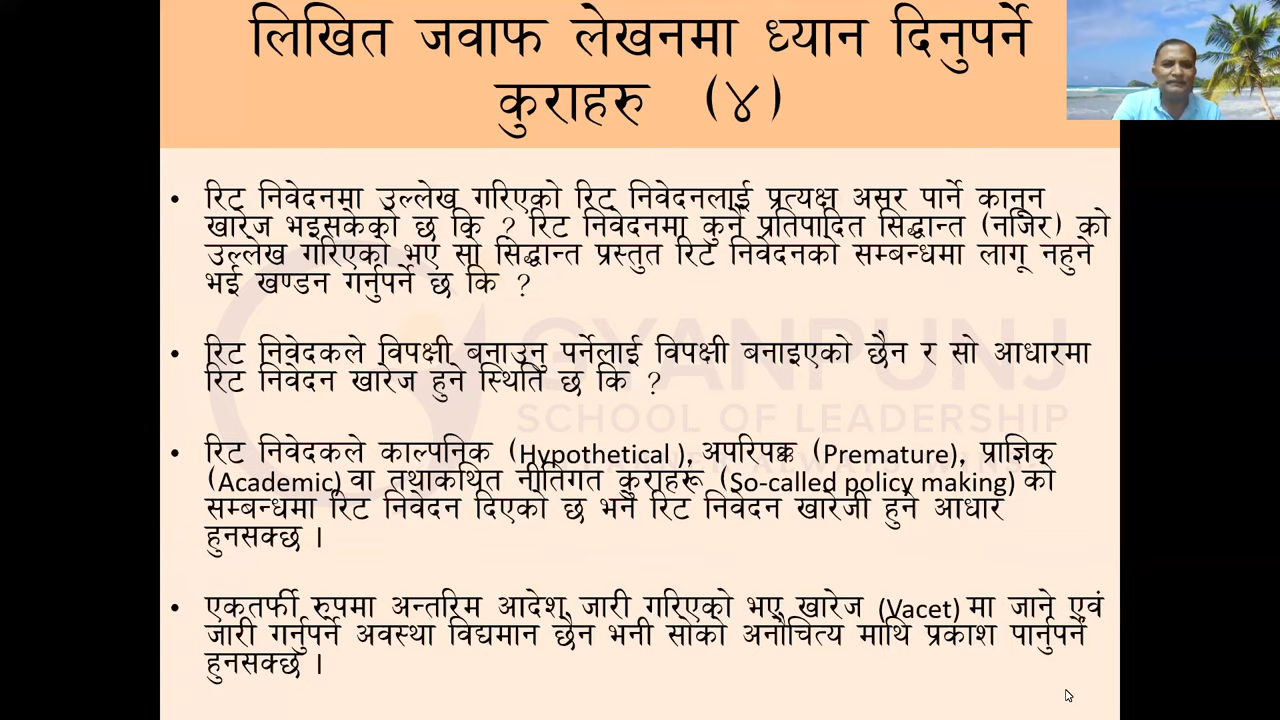 लिखित जवाफ लेखनमा ध्यान दिनुपर्ने
कुराहरु (४)
• रिट निवेदनमा उल्लेख गरिएको रिट निवेदनलाई प्रत्यक्ष असर पार्ने कानून
खारेज भइसकेको छ कि ? रिट निवेदनमा कुनै प्रतिपादित सिद्धान्त (नजिर) को
उल्लेख गरिएको भए सो सिद्धान्त प्रस्तुत रिट निवेदनको सम्बन्धमा लागू नहुने
भई खण्डन गर्नुपर्ने छ कि ?
• रिट निवेदकले विपक्षी बनाउनु पर्नेलाई विपक्षी बनाइएको छैन र सो आधारमा
रिट निवेदन खारेज हुने स्थिति छ कि ?
• रिट निवेदकले काल्पनिक (Hypothetical ), अपरिपक्क (Premature), प्राज्ञिक
(Academic) वा तथाकथित नीतिगत कुराहरू (So-called policy making) को
सम्बन्धमा रिट निवेदन दिएको छ भने रिट निवेदन खारेजी हुने आधार
हुनसक्छ ।
• एकतर्फी रुपमा अन्तरिम आदेश जारी गरिएको भए खारेज (Vacet) मा जाने एवं
जारी गर्नुपर्ने अवस्था विद्यमान छैन भनी सोको अनौचित्य माथि प्रकाश पार्नुपर्ने
हुनसक्छ ।
GYANPUNJ
SCHOOL OF LEADERSHIP